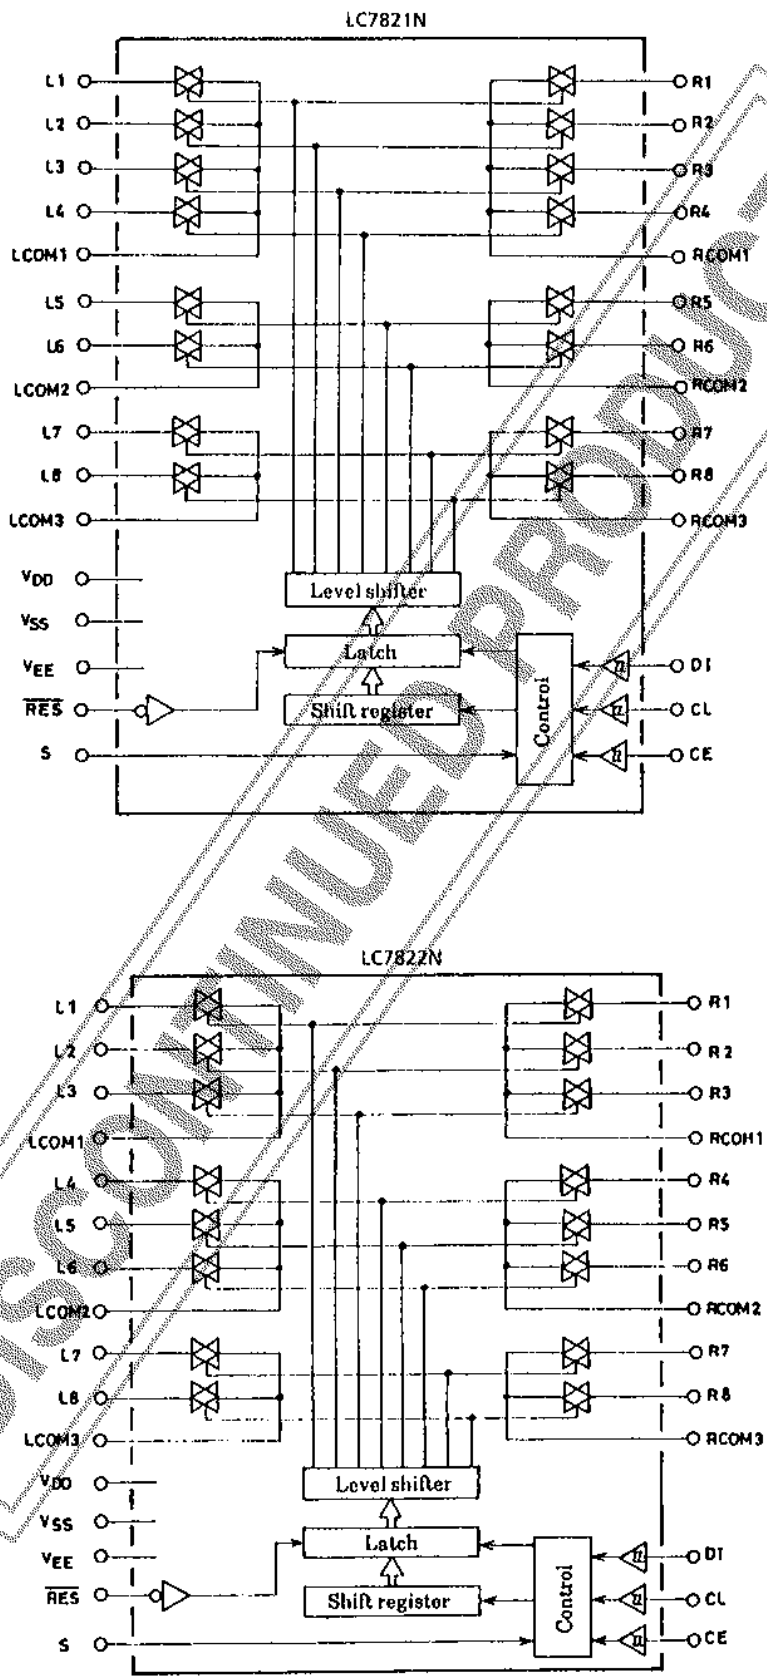 LC7821N
L1 R1
L2 R2
L3 R3
L4 R4
LCOM1 RCOM1
L5 R5
L6 R6
LCOM2 RCOM2
L7 R7
L8 R8
LCOM3 RCOM3
VDD
Level shifter
VSS
Latch
VEE DI
RES Shift register Control CL
S CE
LC7822N
L1 R1
L2 R2
L3 R3
LCOM1 RCOM1
L4 R4
L5 R5
L6 R6
LCOM2 RCOM2
L7 R7
L8 R8
LCOM3 RCOM3
VDD Level shifter
VSS
Latch
VEE DI
RES Shift register Control CL
S CE
DISCONTINUED PRODUCT